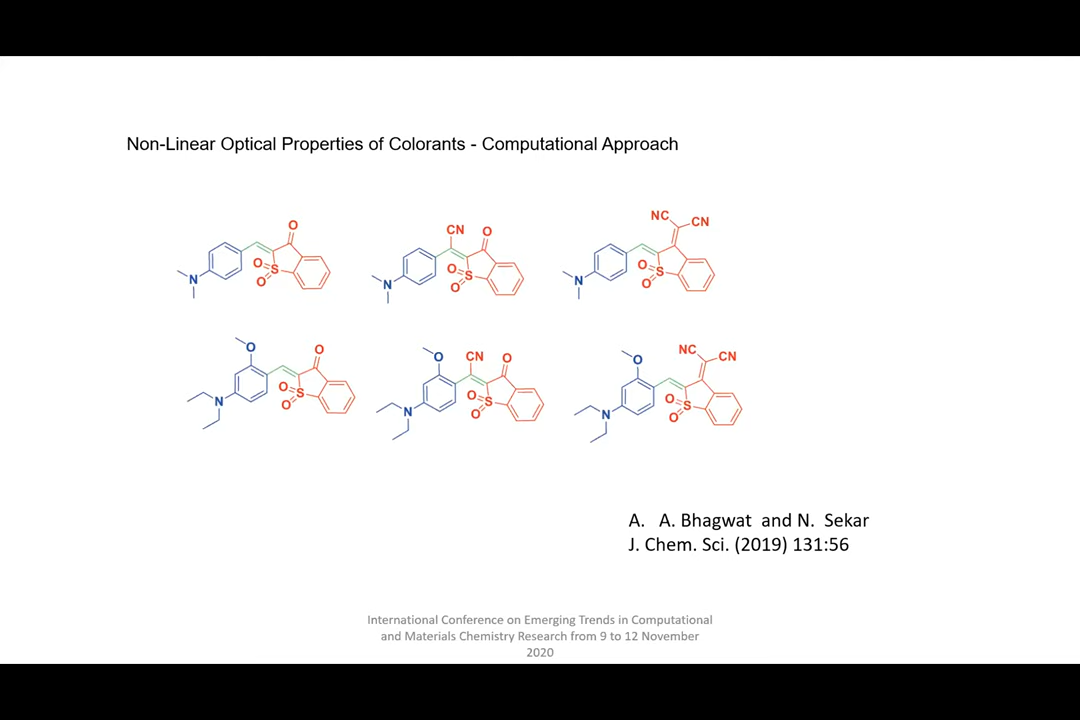 Non-Linear Optical Properties of Colorants - Computational Approach
O
O
S
O
N
CN
O
O
S
O
N
NC
CN
O
S
O
N
O
O
O
S
O
N
O
CN
O
O
S
O
N
O
NC
CN
O
S
O
N
A. A. Bhagwat and N. Sekar
J. Chem. Sci. (2019) 131:56
International Conference on Emerging Trends in Computational
and Materials Chemistry Research from 9 to 12 November
2020